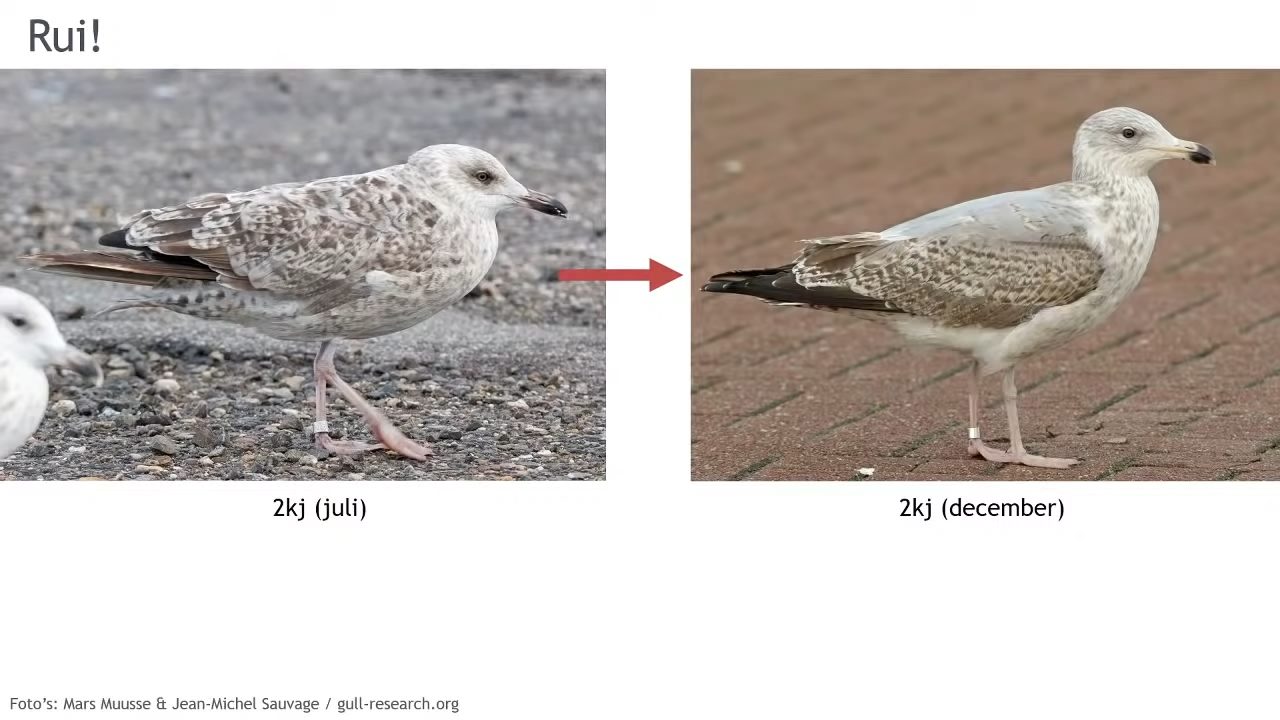 Rui!
2kj (juli)
2kj (december)
Foto's: Mars Muusse & Jean-Michel Sauvage / gull-research.org